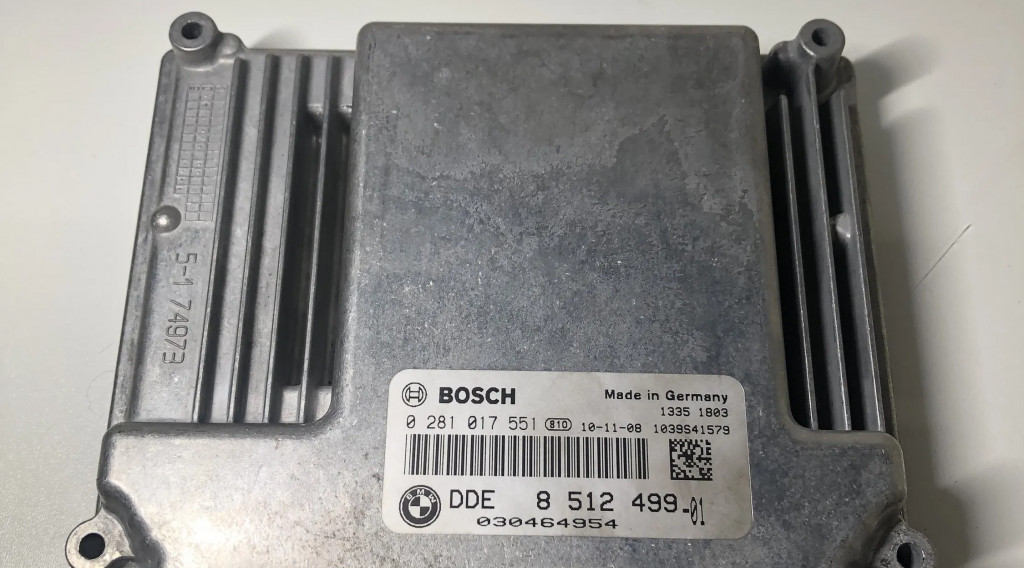 5-1 74973
BOSCH
Made in Germany
1335 1803
0 281 017 551 810 10-11-08 1039S41579
BMW DDE 8 512 499-01
030464954